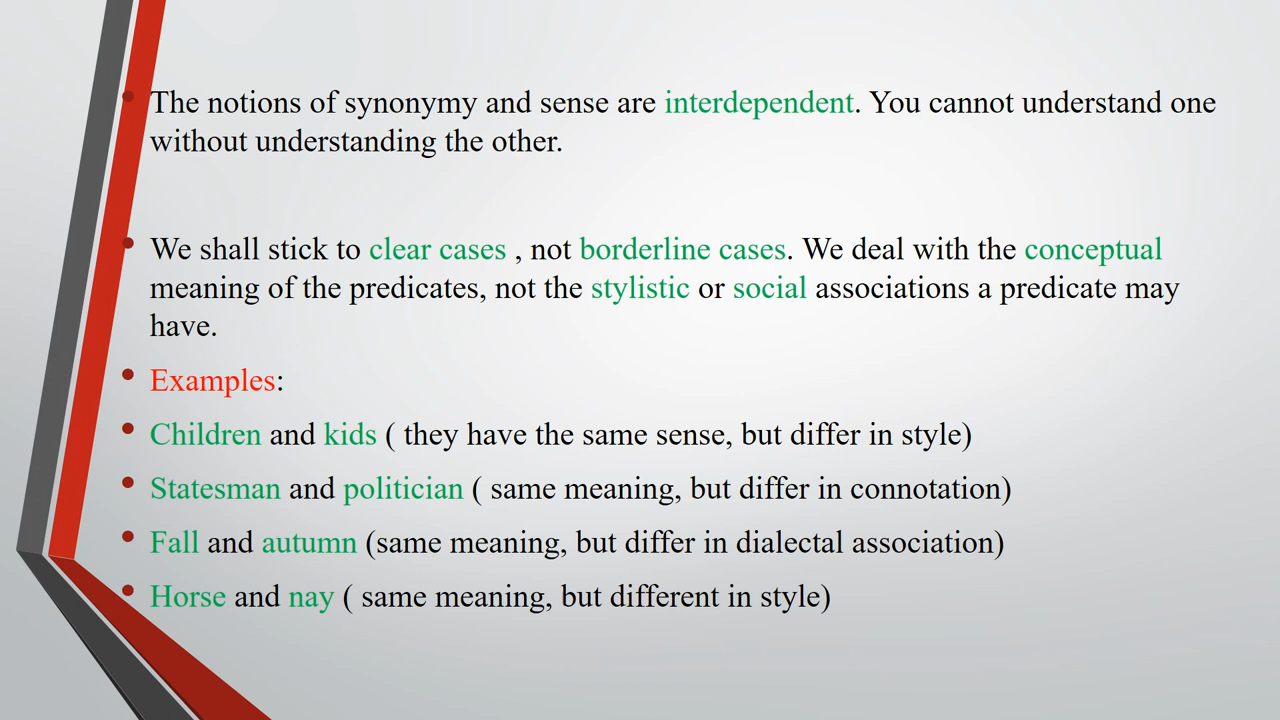 The notions of synonymy and sense are interdependent. You cannot understand one
without understanding the other.
We shall stick to clear cases , not borderline cases. We deal with the conceptual
meaning of the predicates, not the stylistic or social associations a predicate may
have.
Examples:
Children and kids ( they have the same sense, but differ in style)
Statesman and politician ( same meaning, but differ in connotation)
Fall and autumn (same meaning, but differ in dialectal association)
Horse and nay ( same meaning, but different in style)